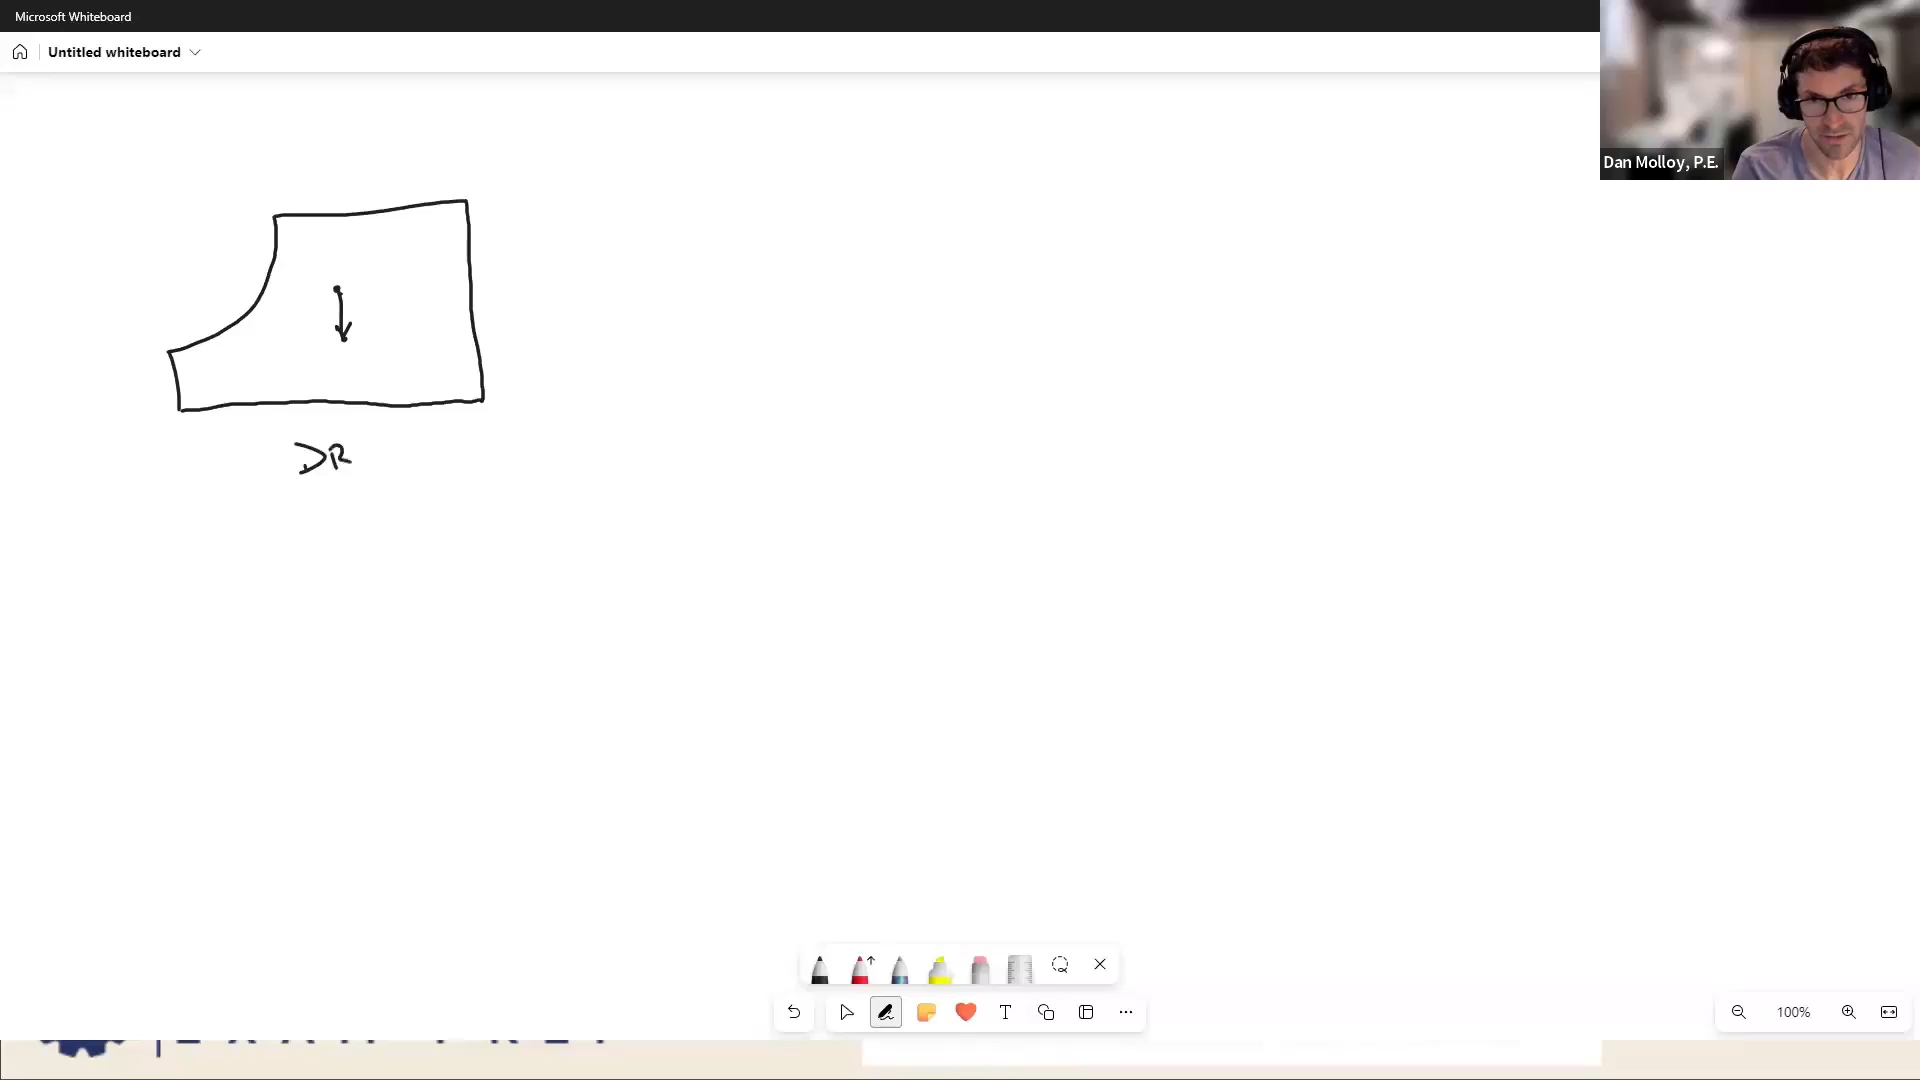 Microsoft Whiteboard
Untitled whiteboard
Dan Molloy, P.E.
DR
100%